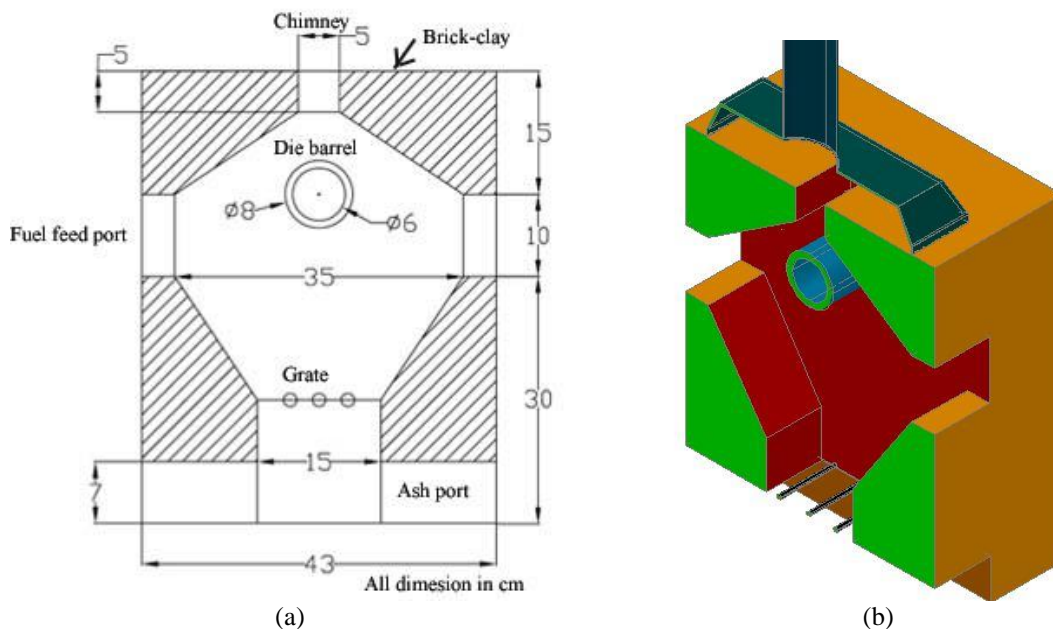 Chimney
5
5
Brick-clay
Die barrel
15
ø8
ø6
Fuel feed port
10
35
Grate
30
15
7
Ash port
43
All dimesion in cm
(a)
(b)